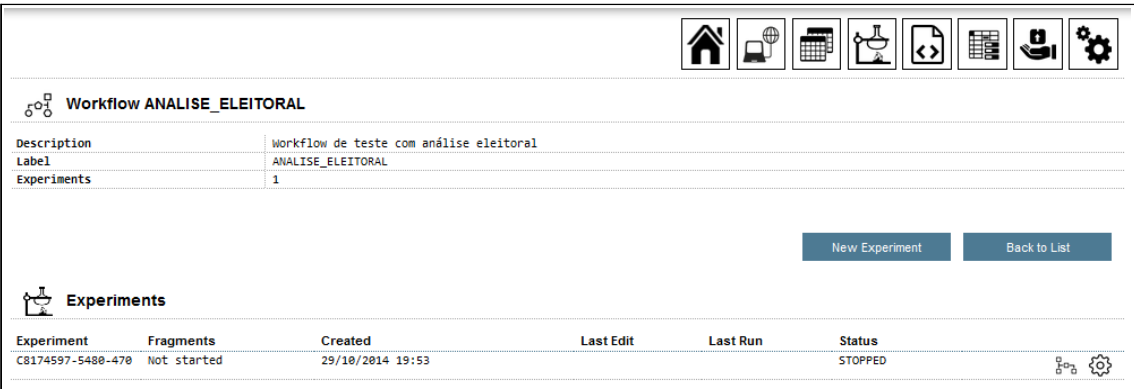 Workflow ANALISE_ELEITORAL
Description Workflow de teste com análise eleitoral
Label ANALISE_ELEITORAL
Experiments 1
New Experiment Back to List
Experiments
Experiment Fragments Created Last Edit Last Run Status
C8174597-5480-470 Not started 29/10/2014 19:53 STOPPED